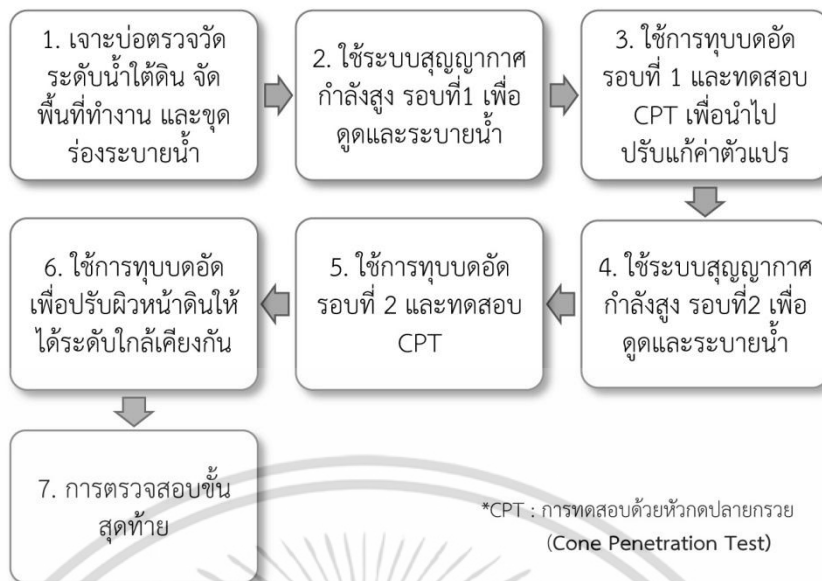 1. เจาะบ่อตรวจวัด
ระดับน้ำใต้ดิน จัด
พื้นที่ทำงาน และขุด
ร่องระบายน้ำ
2. ใช้ระบบสุญญากาศ
กำลังสูง รอบที่1 เพื่อ
ดูดและระบายน้ำ
3. ใช้การทุบบดอัด
รอบที่ 1 และทดสอบ
CPT เพื่อนำไป
ปรับแก้ค่าตัวแปร
4. ใช้ระบบสุญญากาศ
กำลังสูง รอบที่2 เพื่อ
ดูดและระบายน้ำ
5. ใช้การทุบบดอัด
รอบที่ 2 และทดสอบ
CPT
6. ใช้การทุบบดอัด
เพื่อปรับผิวหน้าดินให้
ได้ระดับใกล้เคียงกัน
7. การตรวจสอบขั้น
สุดท้าย
*CPT : การทดสอบด้วยหัวกดปลายกรวย
(Cone Penetration Test)